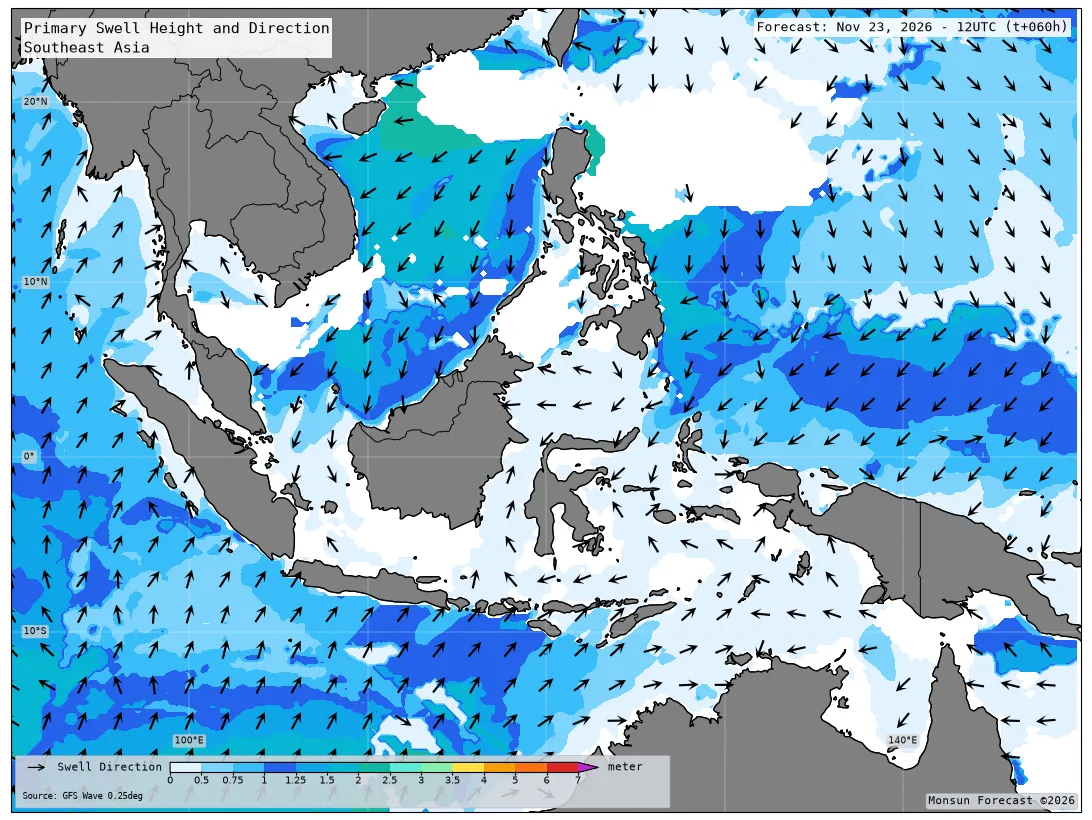 Primary Swell Height and Direction
Southeast Asia
Forecast: Nov 23, 2026 - 12UTC (t+060h)
20°N
10°N
0°
10°S
100°E
140°E
Swell Direction
0 0.5 0.75 1 1.25 1.5 2 2.5 3 3.5 4 5 6 7
meter
Source: GFS Wave 0.25deg
Monsun Forecast ©2026